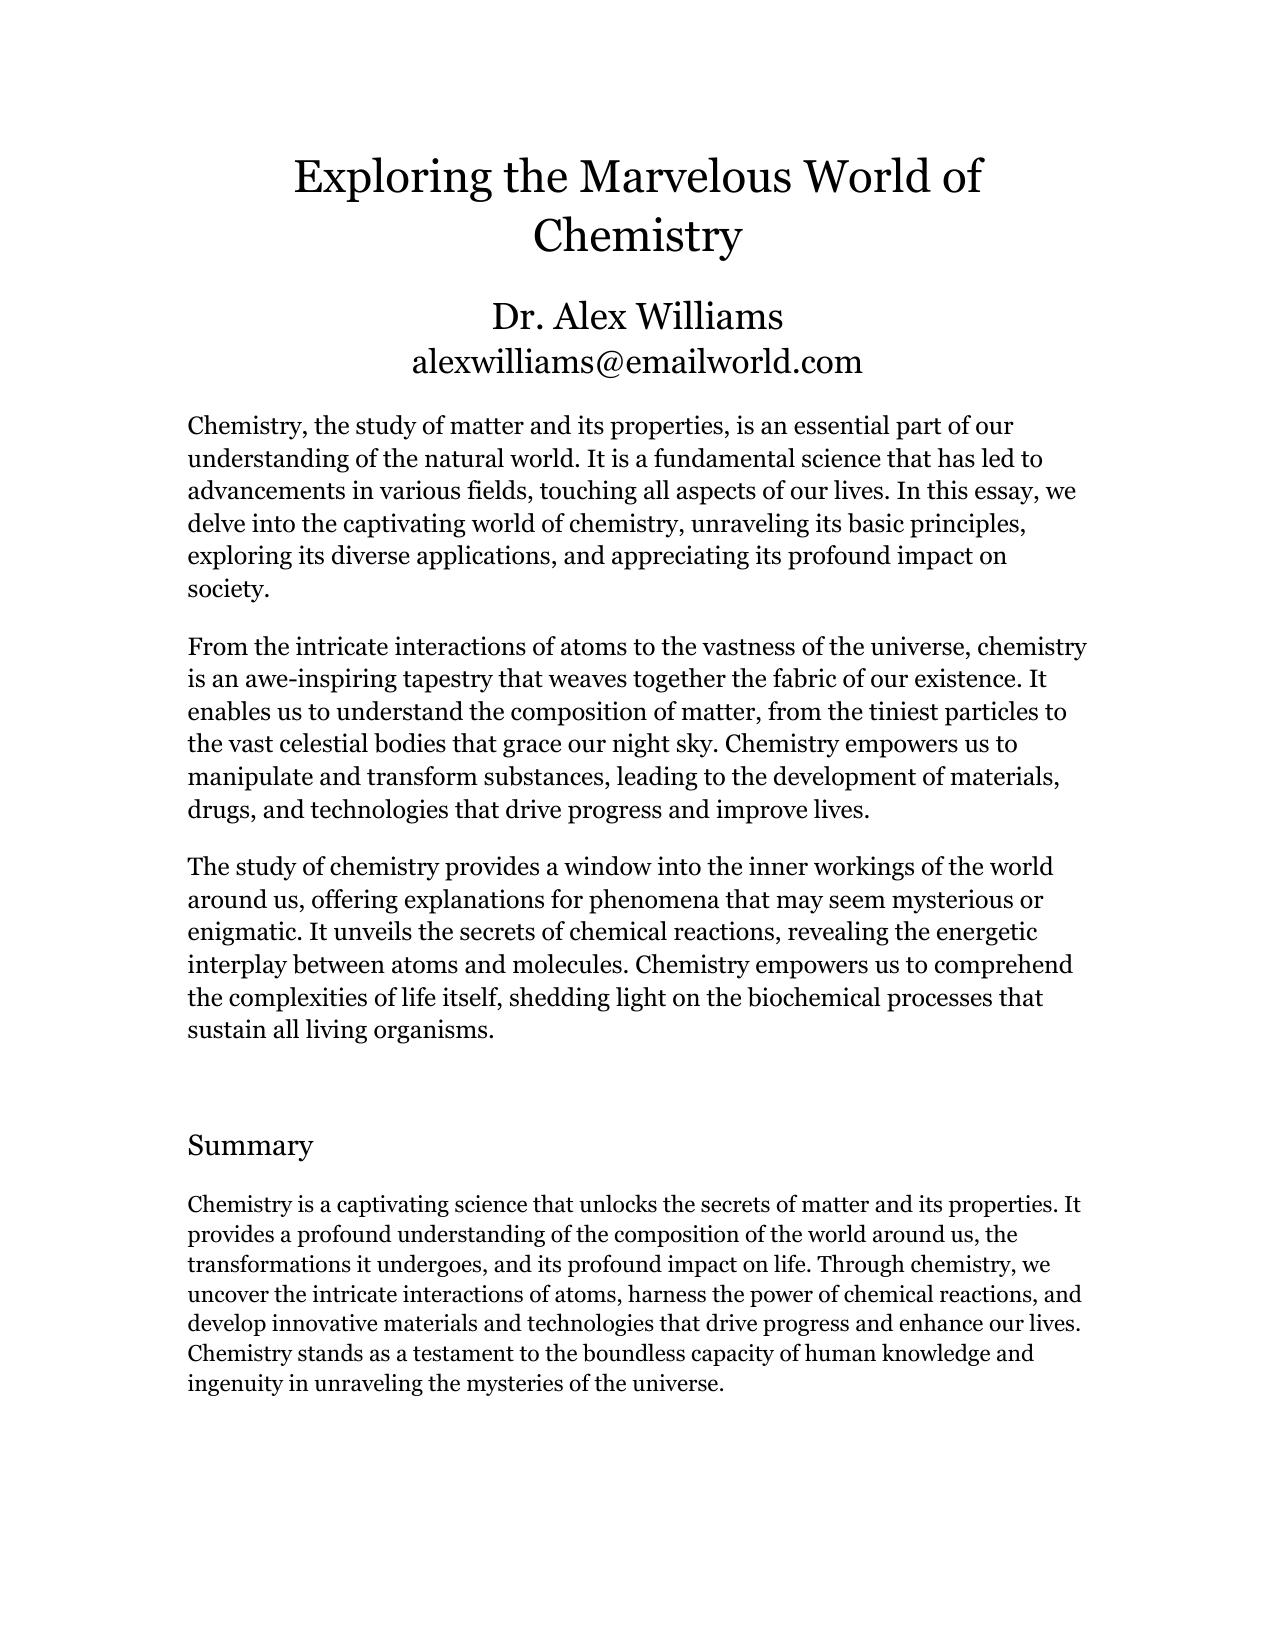 Exploring the Marvelous World of
Chemistry
Dr. Alex Williams
alexwilliams@emailworld.com
Chemistry, the study of matter and its properties, is an essential part of our
understanding of the natural world. It is a fundamental science that has led to
advancements in various fields, touching all aspects of our lives. In this essay, we
delve into the captivating world of chemistry, unraveling its basic principles,
exploring its diverse applications, and appreciating its profound impact on
society.
From the intricate interactions of atoms to the vastness of the universe, chemistry
is an awe-inspiring tapestry that weaves together the fabric of our existence. It
enables us to understand the composition of matter, from the tiniest particles to
the vast celestial bodies that grace our night sky. Chemistry empowers us to
manipulate and transform substances, leading to the development of materials,
drugs, and technologies that drive progress and improve lives.
The study of chemistry provides a window into the inner workings of the world
around us, offering explanations for phenomena that may seem mysterious or
enigmatic. It unveils the secrets of chemical reactions, revealing the energetic
interplay between atoms and molecules. Chemistry empowers us to comprehend
the complexities of life itself, shedding light on the biochemical processes that
sustain all living organisms.
Summary
Chemistry is a captivating science that unlocks the secrets of matter and its properties. It
provides a profound understanding of the composition of the world around us, the
transformations it undergoes, and its profound impact on life. Through chemistry, we
uncover the intricate interactions of atoms, harness the power of chemical reactions, and
develop innovative materials and technologies that drive progress and enhance our lives.
Chemistry stands as a testament to the boundless capacity of human knowledge and
ingenuity in unraveling the mysteries of the universe.